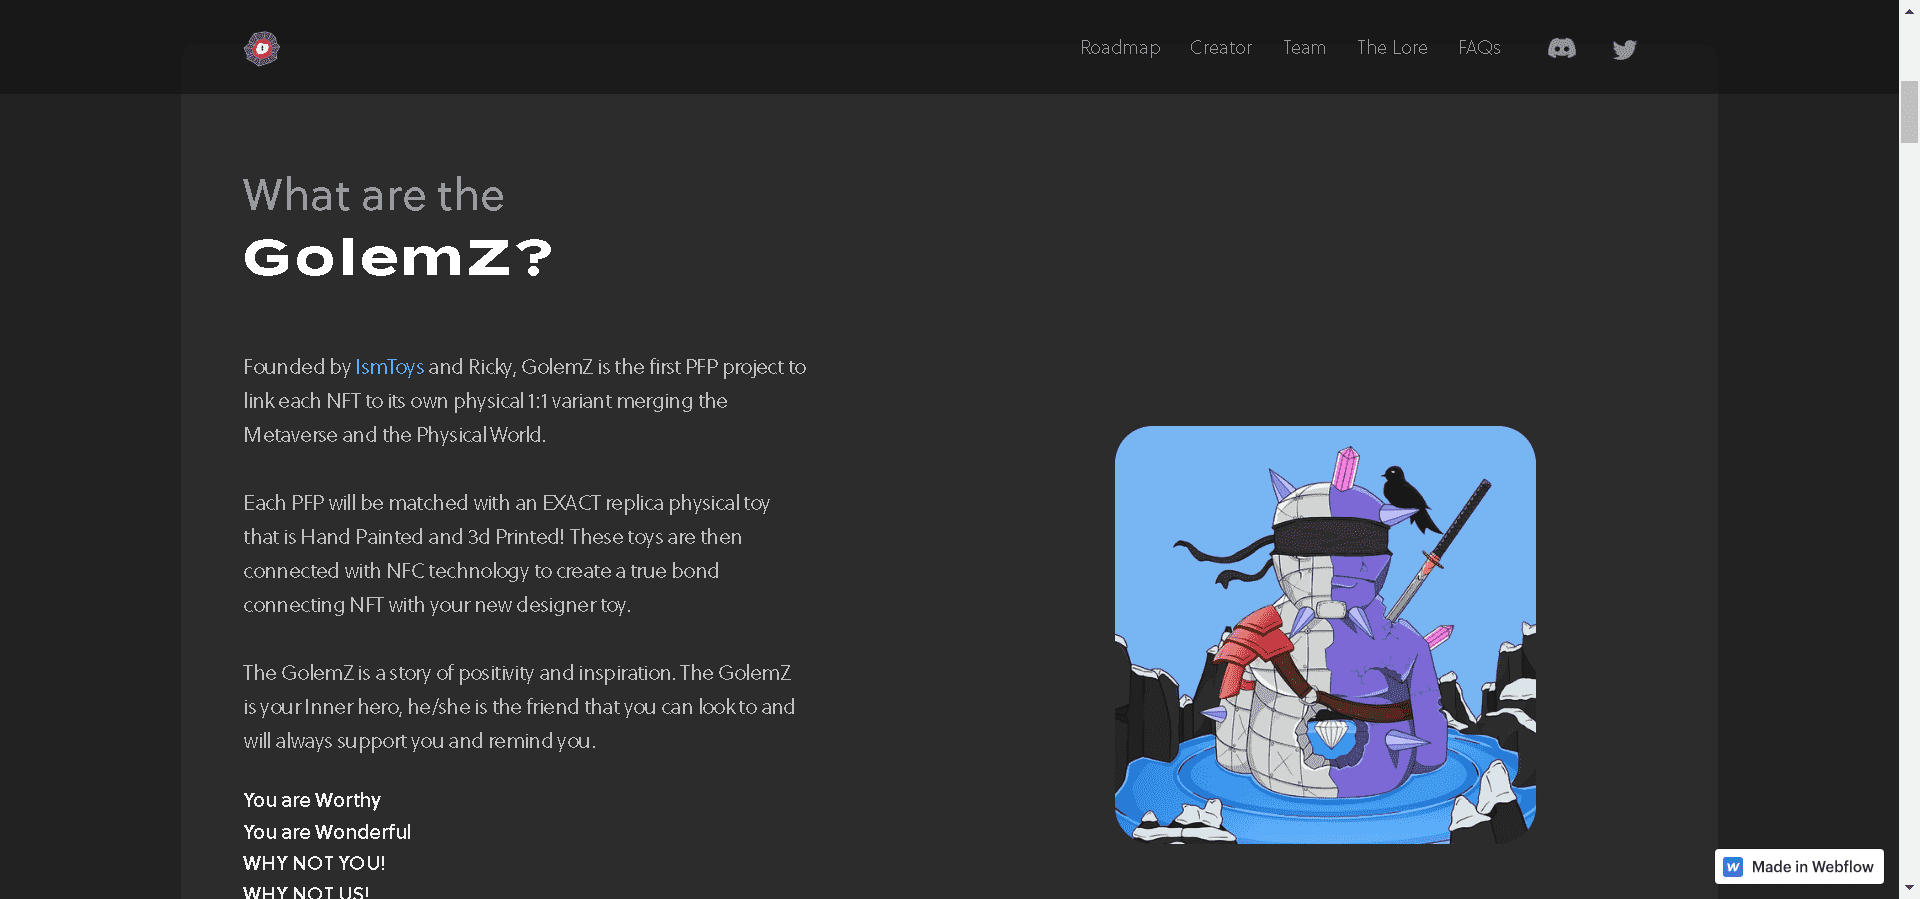 Roadmap Creator Team The Lore FAQs
What are the
GolemZ?
Founded by IsmToys and Ricky, GolemZ is the first PFP project to
link each NFT to its own physical 1:1 variant merging the
Metaverse and the Physical World.
Each PFP will be matched with an EXACT replica physical toy
that is Hand Painted and 3d Printed! These toys are then
connected with NFC technology to create a true bond
connecting NFT with your new designer toy.
The GolemZ is a story of positivity and inspiration. The GolemZ
is your Inner hero, he/she is the friend that you can look to and
will always support you and remind you.
You are Worthy
You are Wonderful
WHY NOT YOU!
WHY NOT US!
Made in Webflow